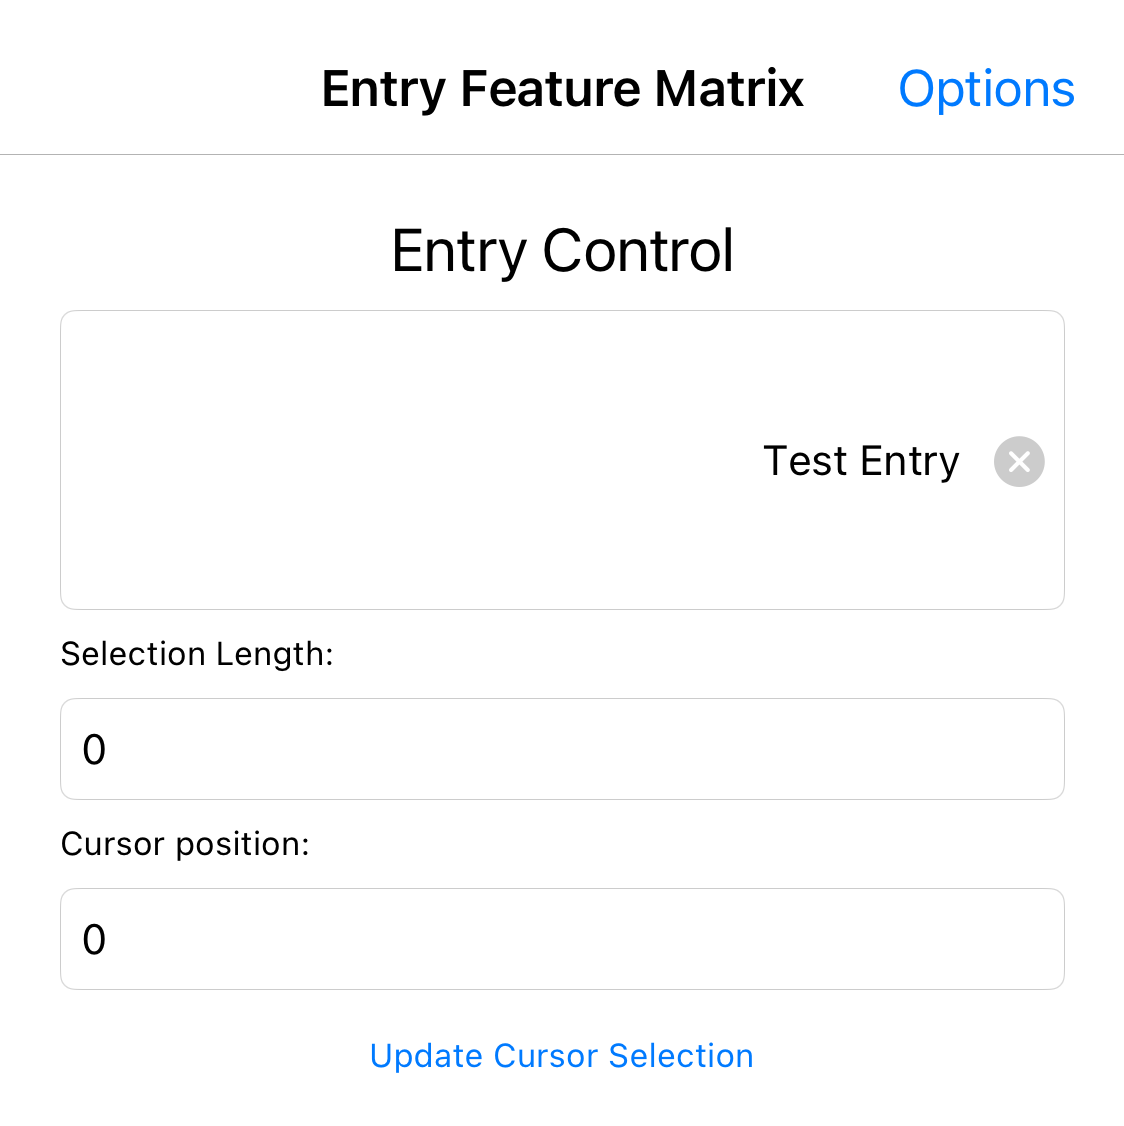 Entry Feature Matrix Options
Entry Control
Test Entry
Selection Length:
0
Cursor position:
0
Update Cursor Selection